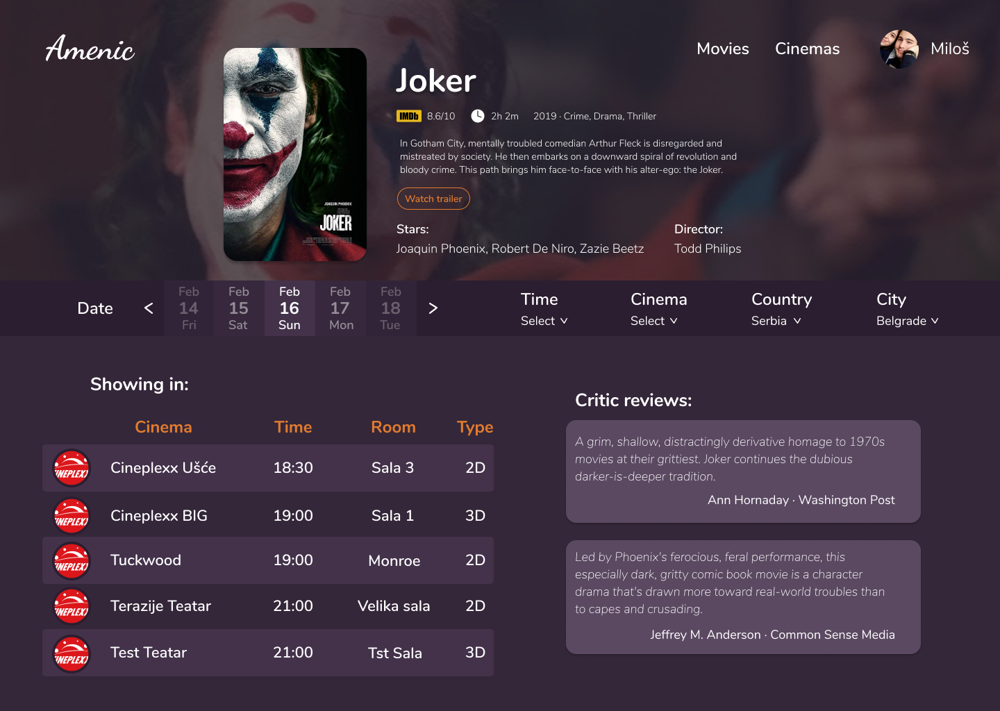 Amenic
Movies
Cinemas
Miloš
JOAQUIN PHOENIX
JOKER
Joker
IMDb 8.6/10 2h 2m 2019 · Crime, Drama, Thriller
In Gotham City, mentally troubled comedian Arthur Fleck is disregarded and
mistreated by society. He then embarks on a downward spiral of revolution and
bloody crime. This path brings him face-to-face with his alter-ego: the Joker.
Watch trailer
Stars:
Joaquin Phoenix, Robert De Niro, Zazie Beetz
Director:
Todd Philips
Date
<
Feb
14
Fri
Feb
15
Sat
Feb
16
Sun
Feb
17
Mon
Feb
18
Tue
>
Time
Select
Cinema
Select
Country
Serbia
City
Belgrade
Showing in:
Cinema Time Room Type
INEPLEX Cineplexx Ušće 18:30 Sala 3 2D
INEPLEX Cineplexx BIG 19:00 Sala 1 3D
INEPLEX Tuckwood 19:00 Monroe 2D
INEPLEX Terazije Teatar 21:00 Velika sala 2D
INEPLEX Test Teatar 21:00 Tst Sala 3D
Critic reviews:
A grim, shallow, distractingly derivative homage to 1970s
movies at their grittiest. Joker continues the dubious
darker-is-deeper tradition.
Ann Hornaday · Washington Post
Led by Phoenix's ferocious, feral performance, this
especially dark, gritty comic book movie is a character
drama that's drawn more toward real-world troubles than
to capes and crusading.
Jeffrey M. Anderson · Common Sense Media